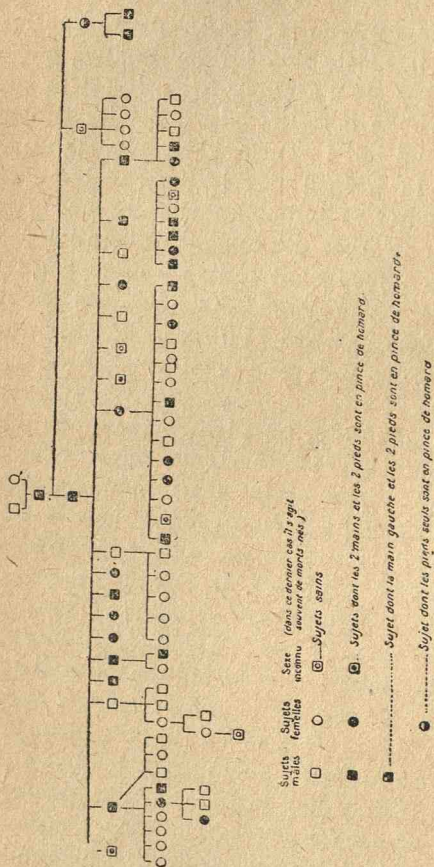 Sujets mâles
Sujets femelles
Sexe inconnu (dans ce dernier cas il s'agit souvent de morts-nés)
Sujets sains
Sujets dont les 2 mains et les 2 pieds sont en pince de homard.
Sujet dont la main gauche et les 2 pieds sont en pince de homard.
Sujet dont les pieds seuls sont en pince de homard